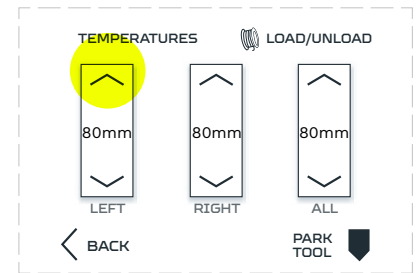 TEMPERATURES LOAD/UNLOAD
80mm 80mm 80mm
LEFT RIGHT ALL
BACK PARK
TOOL